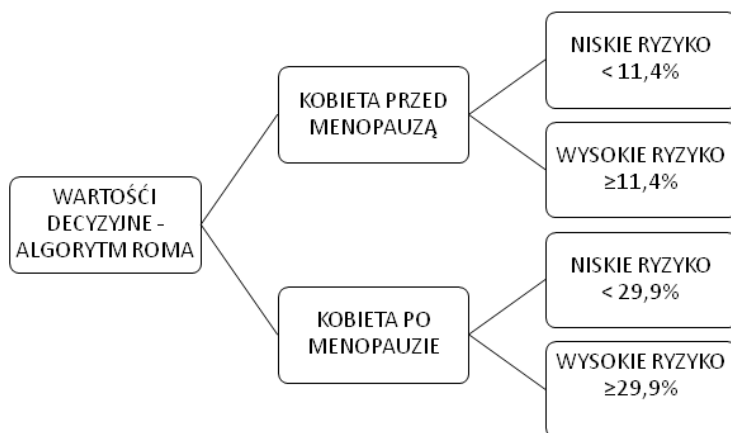 WARTOŚĆI
DECYZYJNE -
ALGORYTM ROMA
KOBIETA PRZED
MENOPAUZĄ
NISKIE RYZYKO
< 11,4%
WYSOKIE RYZYKO
≥11,4%
KOBIETA PO
MENOPAUZIE
NISKIE RYZYKO
< 29,9%
WYSOKIE RYZYKO
≥29,9%